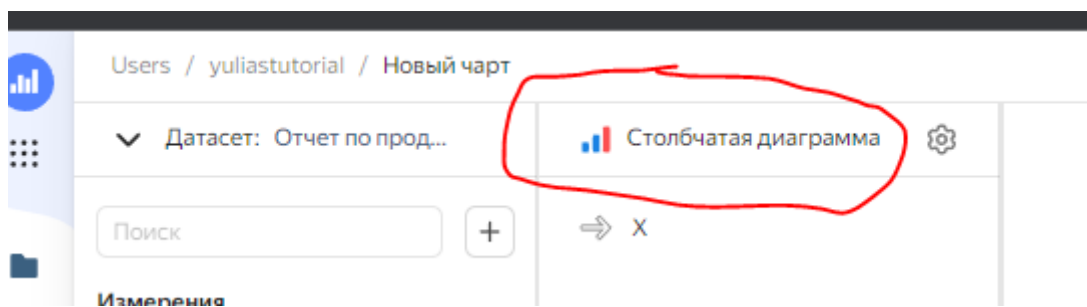 Users / yuliastutorial / Новый чарт
Датасет: Отчет по прод...
Столбчатая диаграмма
Поиск
+
X
Измерения